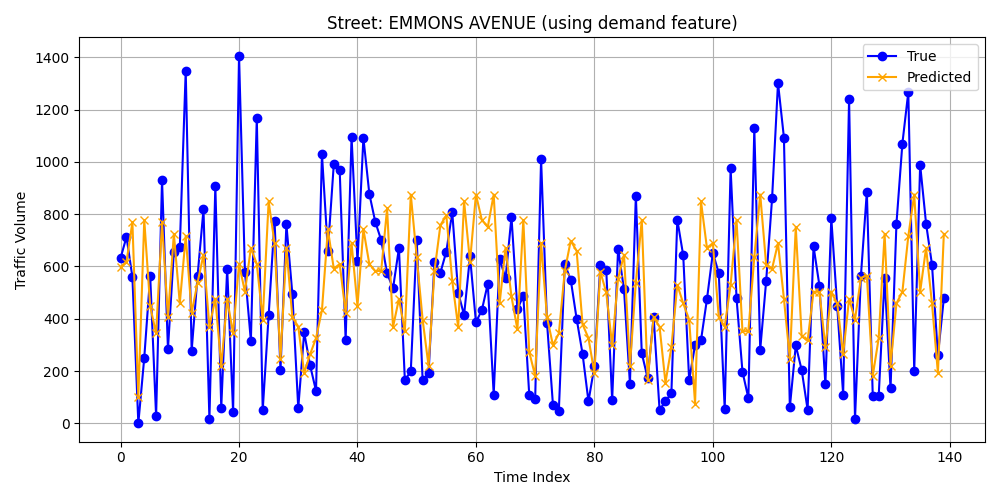 Street: EMMONS AVENUE (using demand feature)
True
Predicted
Traffic Volume
1400
1200
1000
800
600
400
200
0
0 20 40 60 80 100 120 140
Time Index